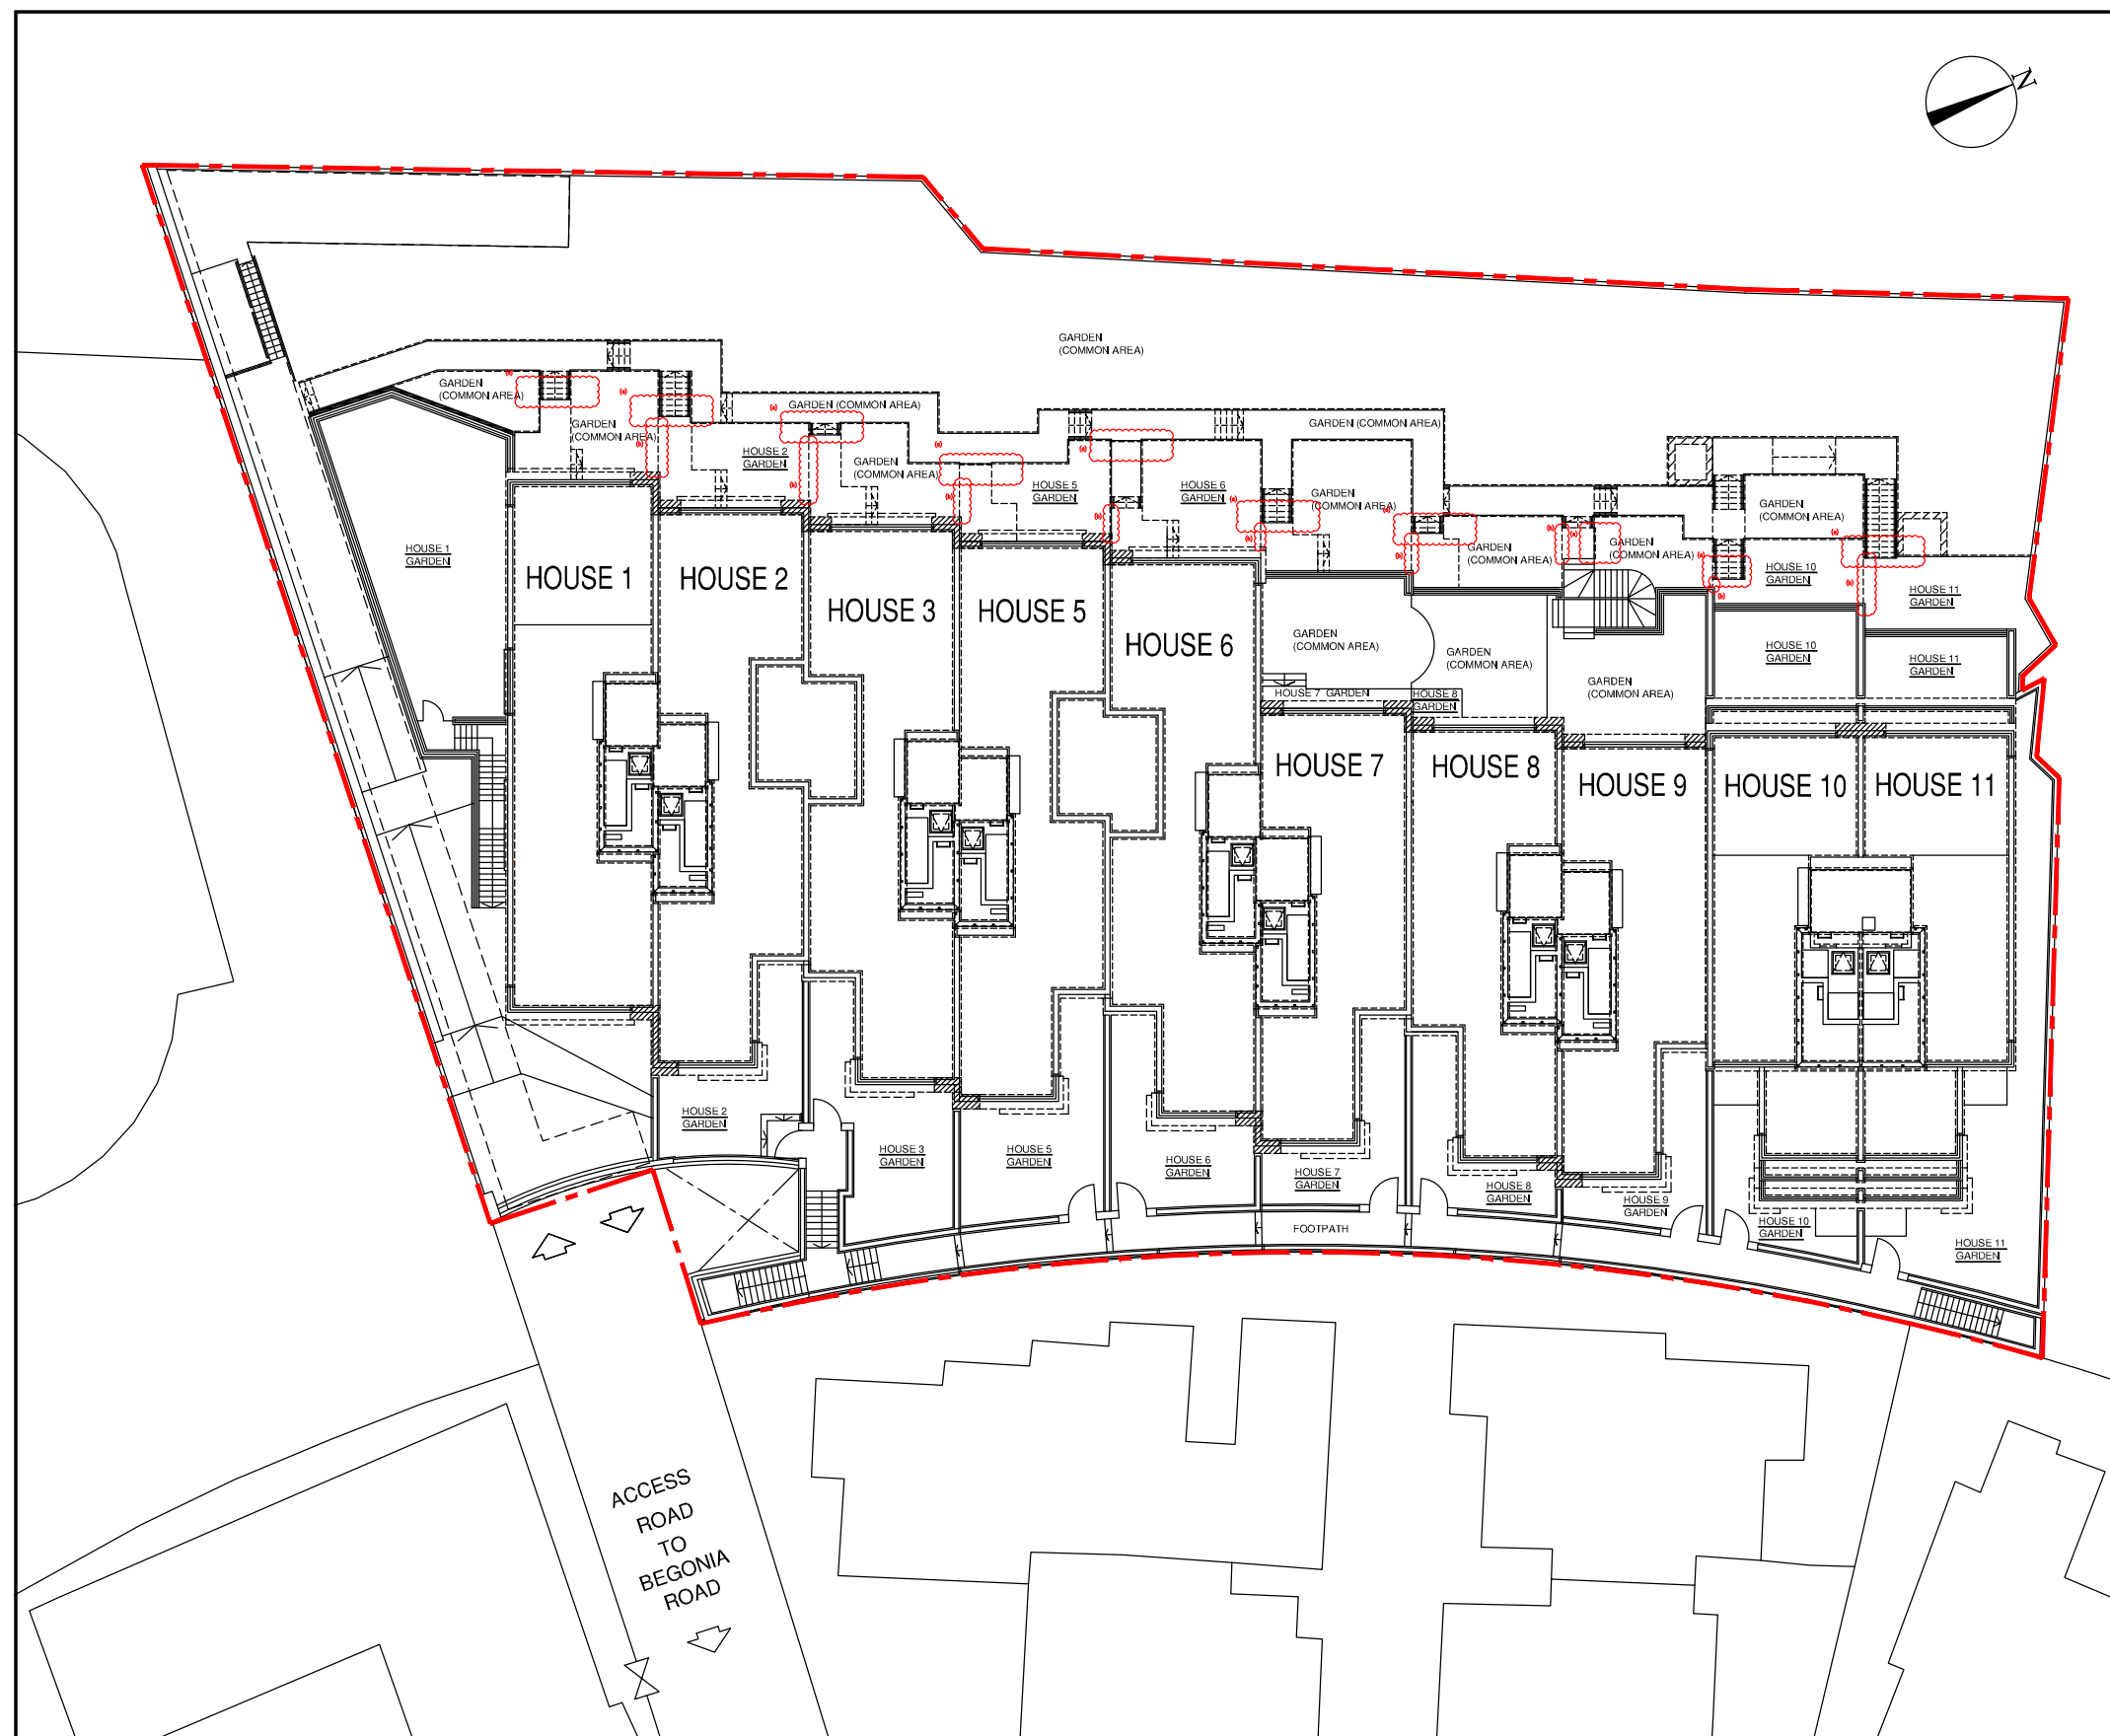 N
GARDEN
(COMMON AREA)
GARDEN
(COMMON AREA)
GARDEN (COMMON AREA)
GARDEN (COMMON AREA)
GARDEN
(COMMON AREA)
HOUSE 2
GARDEN
GARDEN
(COMMON AREA)
HOUSE 5
GARDEN
HOUSE 6
GARDEN
GARDEN
(COMMON AREA)
GARDEN
(COMMON AREA)
GARDEN
(COMMON AREA)
GARDEN
(COMMON AREA)
HOUSE 10
GARDEN
HOUSE 11
GARDEN
HOUSE 1
GARDEN
HOUSE 1
HOUSE 2
HOUSE 3
HOUSE 5
HOUSE 6
GARDEN
(COMMON AREA)
GARDEN
(COMMON AREA)
GARDEN
(COMMON AREA)
HOUSE 10
GARDEN
HOUSE 11
GARDEN
HOUSE 7 GARDEN
HOUSE 8
GARDEN
HOUSE 7
HOUSE 8
HOUSE 9
HOUSE 10
HOUSE 11
HOUSE 2
GARDEN
HOUSE 3
GARDEN
HOUSE 5
GARDEN
HOUSE 6
GARDEN
HOUSE 7
GARDEN
HOUSE 8
GARDEN
HOUSE 9
GARDEN
HOUSE 10
GARDEN
HOUSE 11
GARDEN
FOOTPATH
ACCESS
ROAD
TO
BEGONIA
ROAD